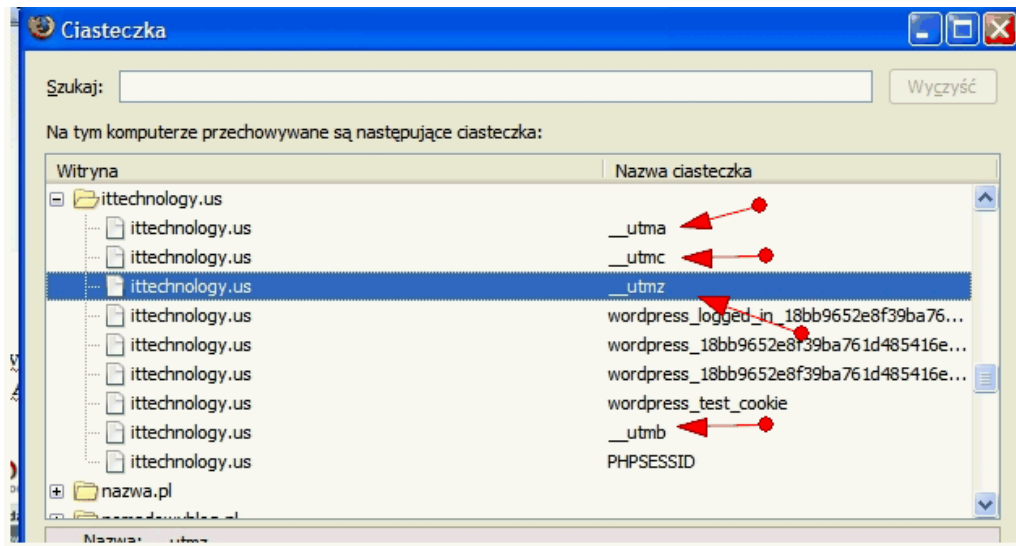 Ciasteczka
Szukaj: Wyczyść
Na tym komputerze przechowywane są następujące ciasteczka:
Witryna Nazwa ciasteczka
ittechnology.us
ittechnology.us __utma
ittechnology.us __utmc
ittechnology.us __utmz
ittechnology.us wordpress_logged_in_18bb9652e8f39ba76...
ittechnology.us wordpress_18bb9652e8f39ba761d485416e...
ittechnology.us wordpress_18bb9652e8f39ba761d485416e...
ittechnology.us wordpress_test_cookie
ittechnology.us __utmb
ittechnology.us PHPSESSID
nazwa.pl
Nazwa: __utmz